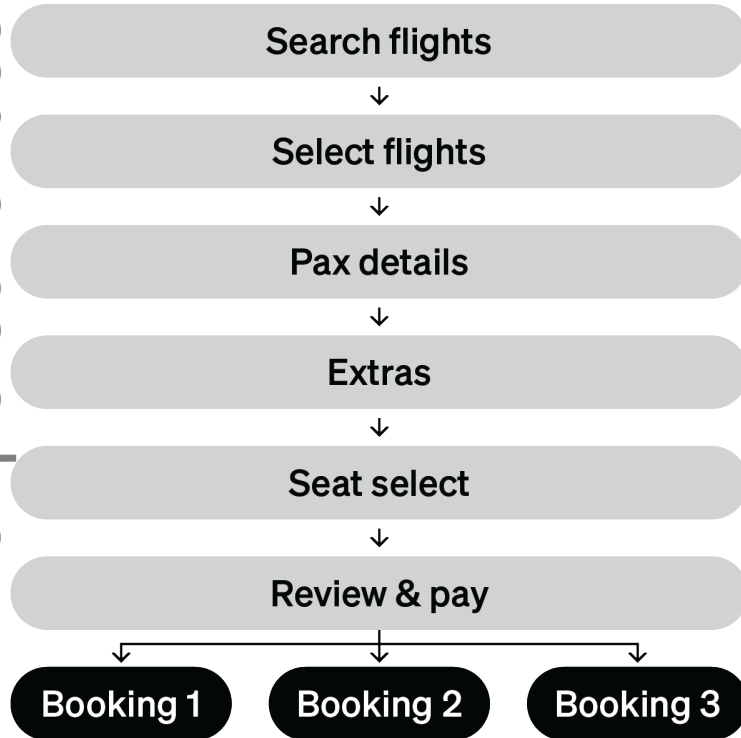 Search flights
Select flights
Pax details
Extras
Seat select
Review & pay
Booking 1 Booking 2 Booking 3